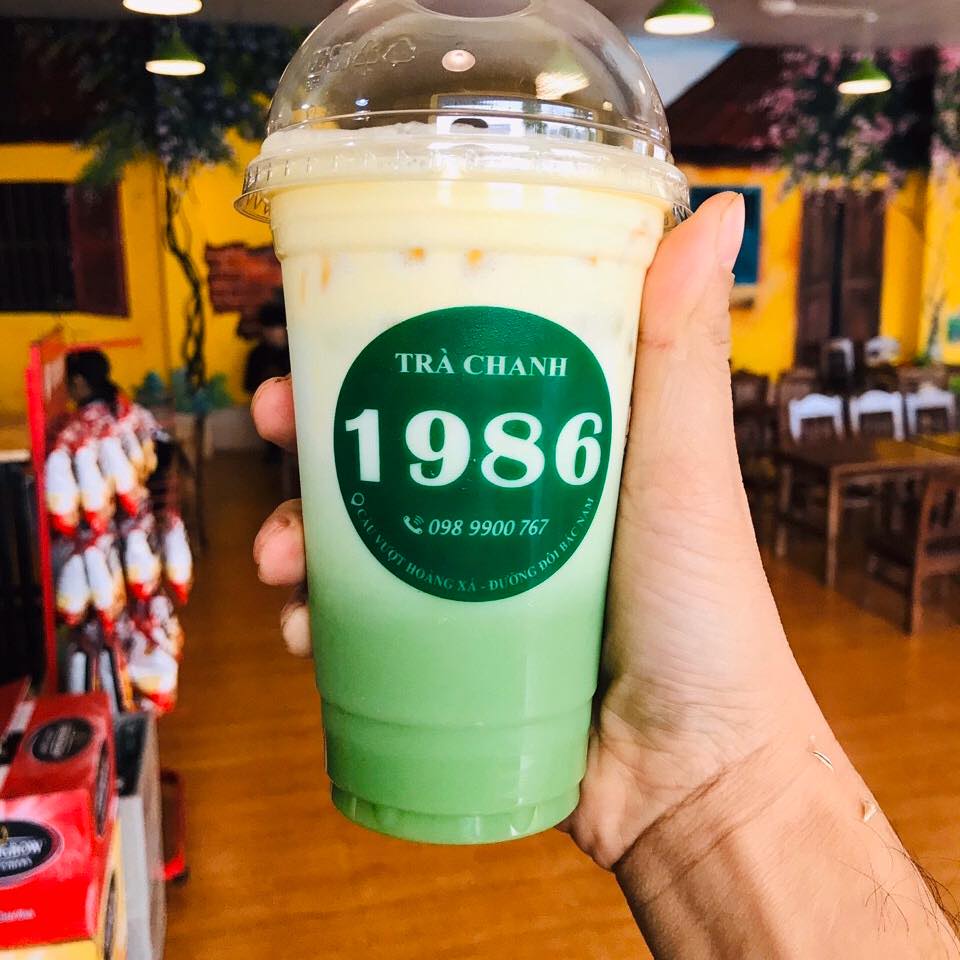 TRÀ CHANH
1986
098 9900 767
CẦU VƯỢT HOÀNG XÁ - ĐƯỜNG ĐÔI BẮC NAM